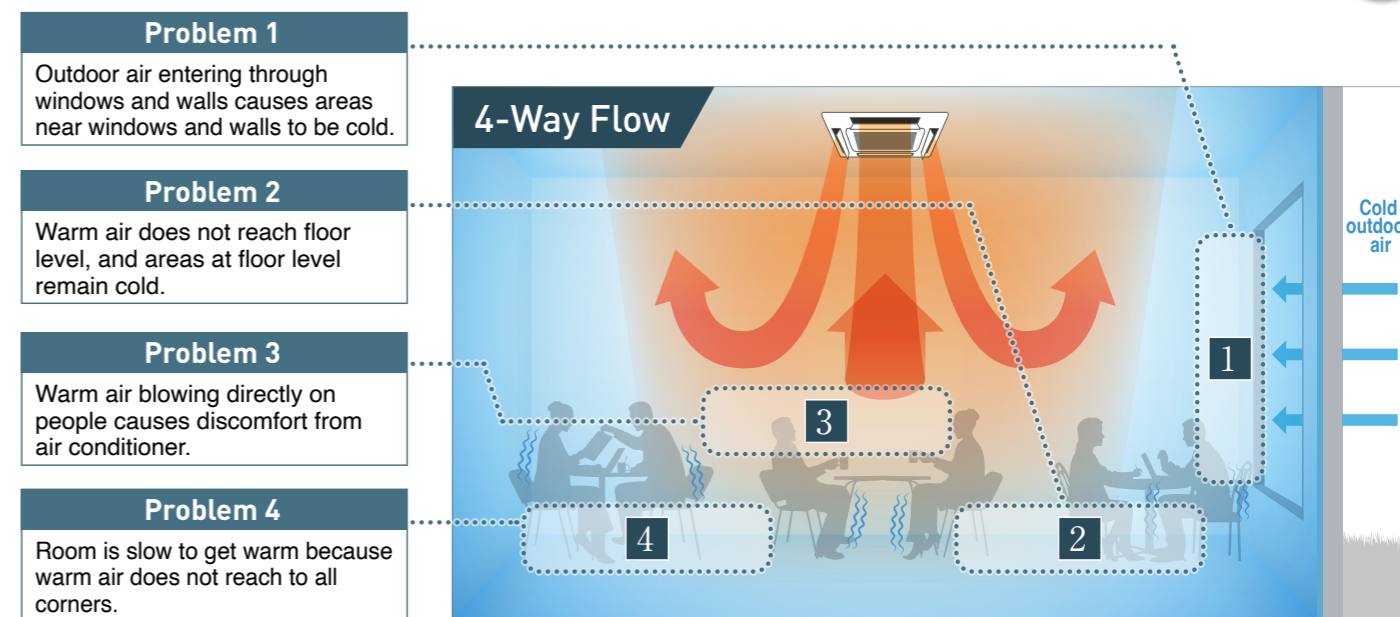 Problem 1
Outdoor air entering through
windows and walls causes areas
near windows and walls to be cold.
Problem 2
Warm air does not reach floor
level, and areas at floor level
remain cold.
Problem 3
Warm air blowing directly on
people causes discomfort from
air conditioner.
Problem 4
Room is slow to get warm because
warm air does not reach to all
corners.
4-Way Flow
Cold
outdoo
air
1
3
4
2